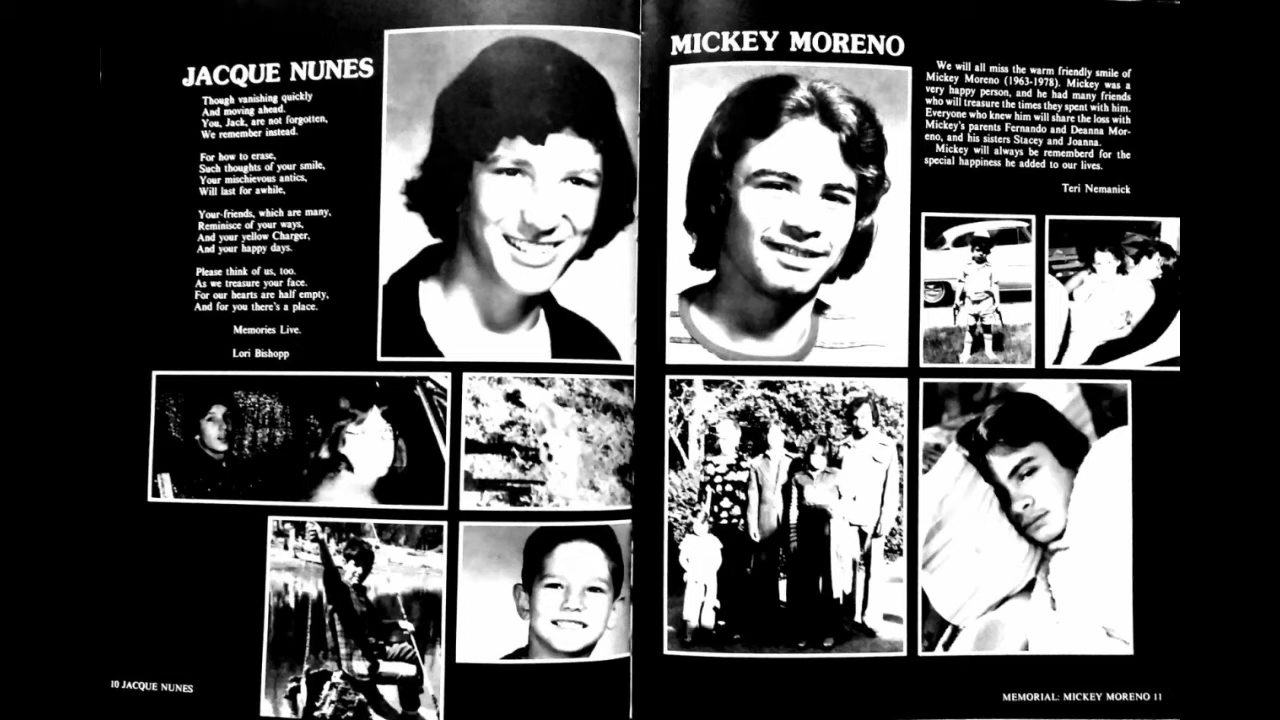 JACQUE NUNES
Though vanishing quickly
And moving ahead.
You, Jack, are not forgotten,
We remember instead.
For how to erase,
Such thoughts of your smile,
Your mischievous antics,
Will last for awhile,
Your friends, which are many,
Reminisce of your ways,
And your yellow Charger,
And your happy days.
Please think of us, too.
As we treasure your face.
For our hearts are half empty,
And for you there's a place.
Memories Live.
Lori Bishopp
10 JACQUE NUNES
MICKEY MORENO
We will all miss the warm friendly smile of
Mickey Moreno (1963-1978). Mickey was a
very happy person, and he had many friends
who will treasure the times they spent with him.
Everyone who knew him will share the loss with
Mickey's parents Fernando and Deanna Mor-
eno, and his sisters Stacey and Joanna.
Mickey will always be rememberd for the
special happiness he added to our lives.
Teri Nemanick
MEMORIAL: MICKEY MORENO 11